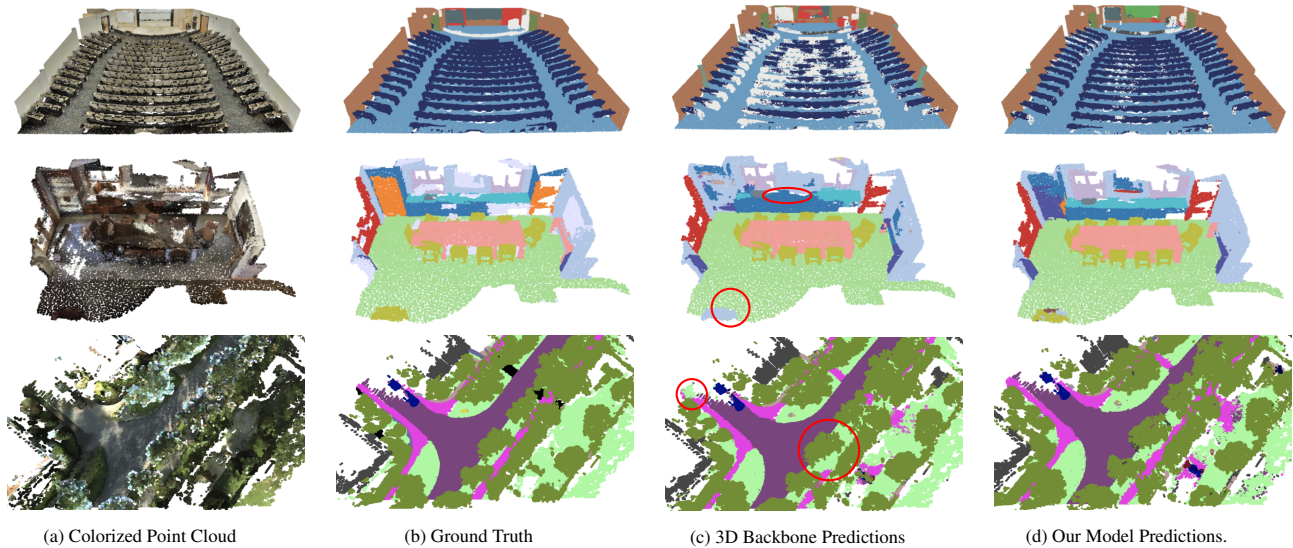 (a) Colorized Point Cloud
(b) Ground Truth
(c) 3D Backbone Predictions
(d) Our Model Predictions.